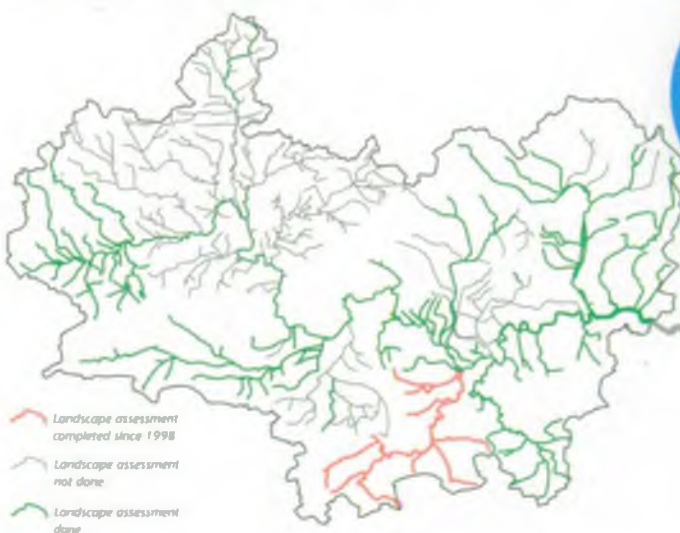 Landscape assessment
completed since 1998
Landscape assessment
not done
Landscape assessment
done